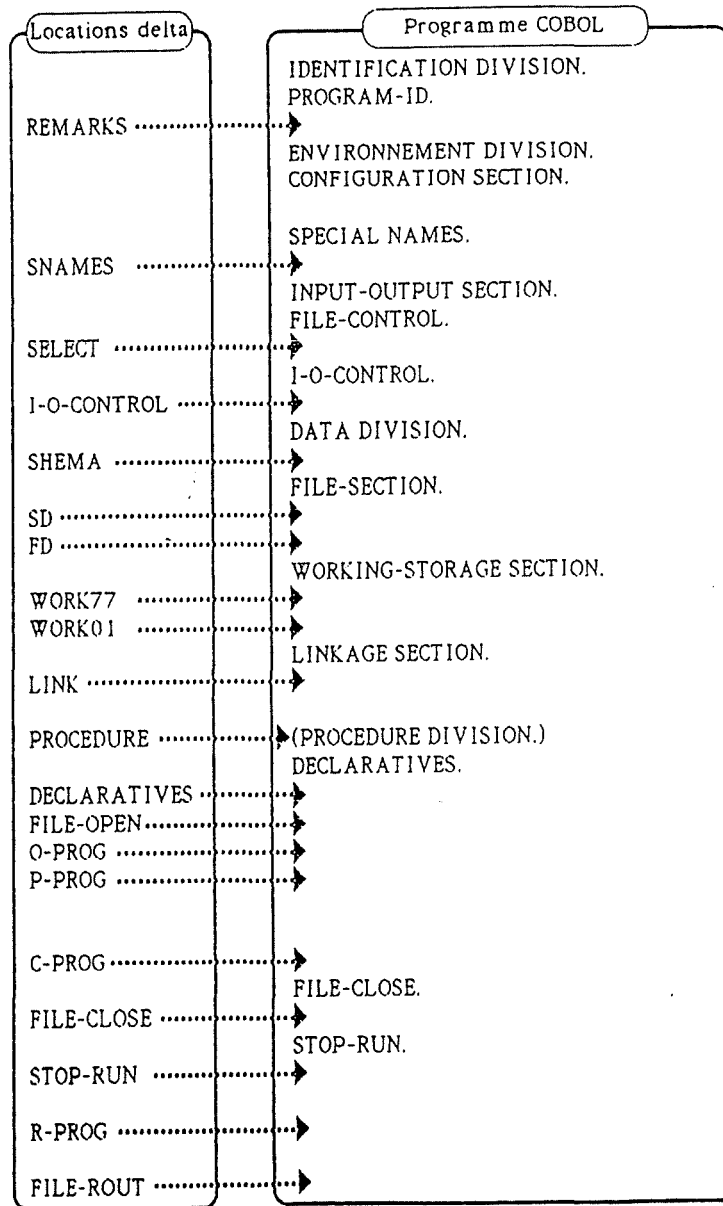 Locations delta
Programme COBOL
IDENTIFICATION DIVISION.
PROGRAM-ID.
REMARKS
ENVIRONNEMENT DIVISION.
CONFIGURATION SECTION.
SPECIAL NAMES.
SNAMES
INPUT-OUTPUT SECTION.
FILE-CONTROL.
SELECT
I-O-CONTROL.
I-O-CONTROL
DATA DIVISION.
SHEMA
FILE-SECTION.
SD
FD
WORKING-STORAGE SECTION.
WORK77
WORK01
LINKAGE SECTION.
LINK
PROCEDURE (PROCEDURE DIVISION.)
DECLARATIVES.
DECLARATIVES
FILE-OPEN
O-PROG
P-PROG
C-PROG
FILE-CLOSE.
FILE-CLOSE
STOP-RUN.
STOP-RUN
R-PROG
FILE-ROUT